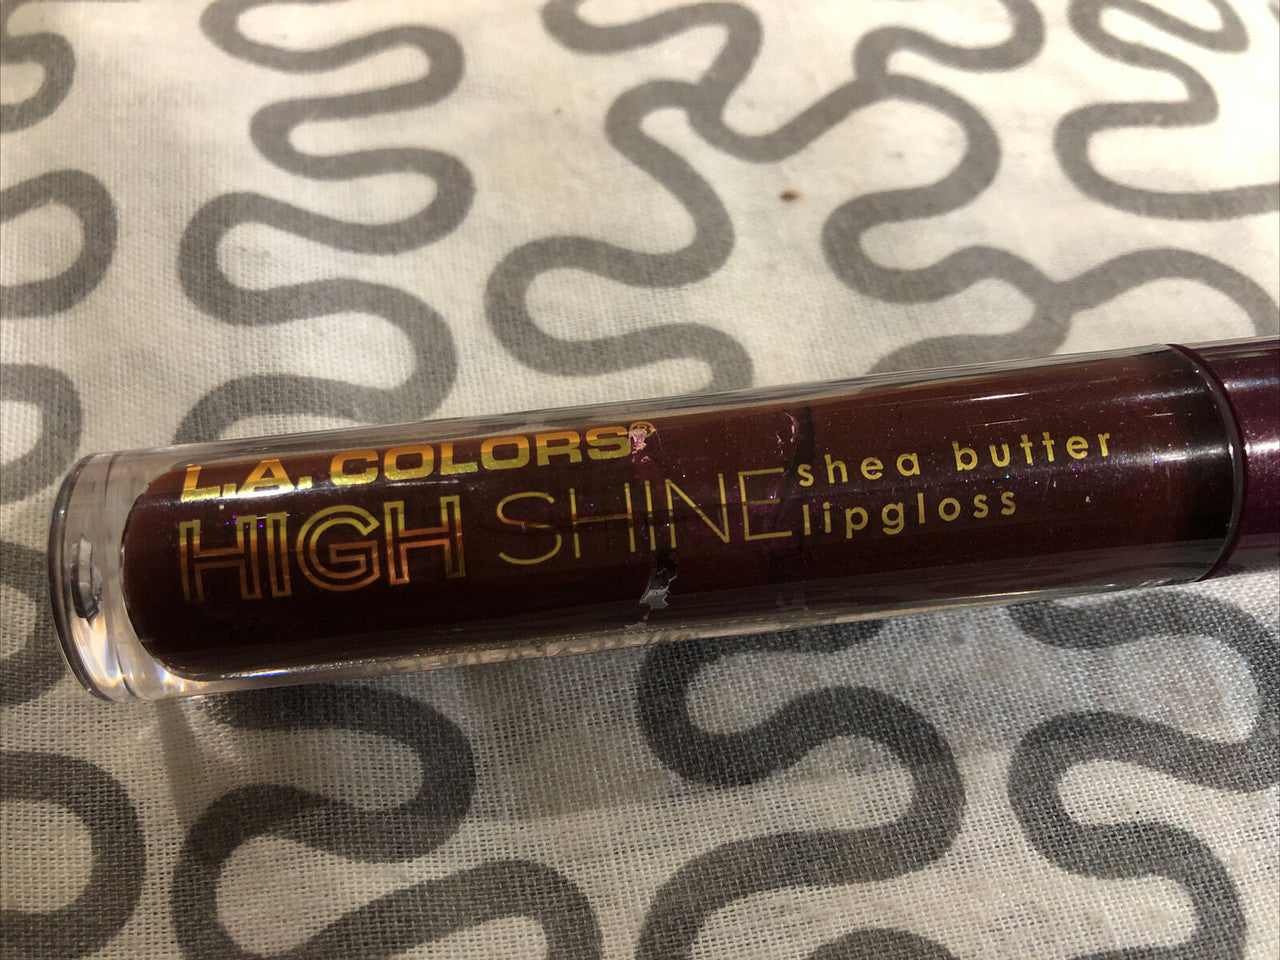 L.A. COLORS®
HIGH SHINE
shea butter
lipgloss